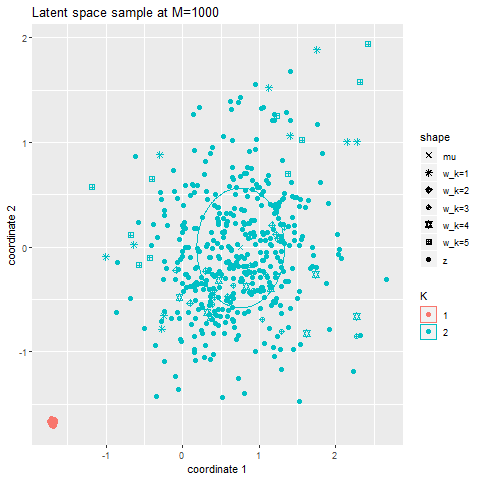 Latent space sample at M=1000
2
1
0
-1
coordinate 2
-1
0
1
2
coordinate 1
shape
mu
w_k=1
w_k=2
w_k=3
w_k=4
w_k=5
z
K
1
2